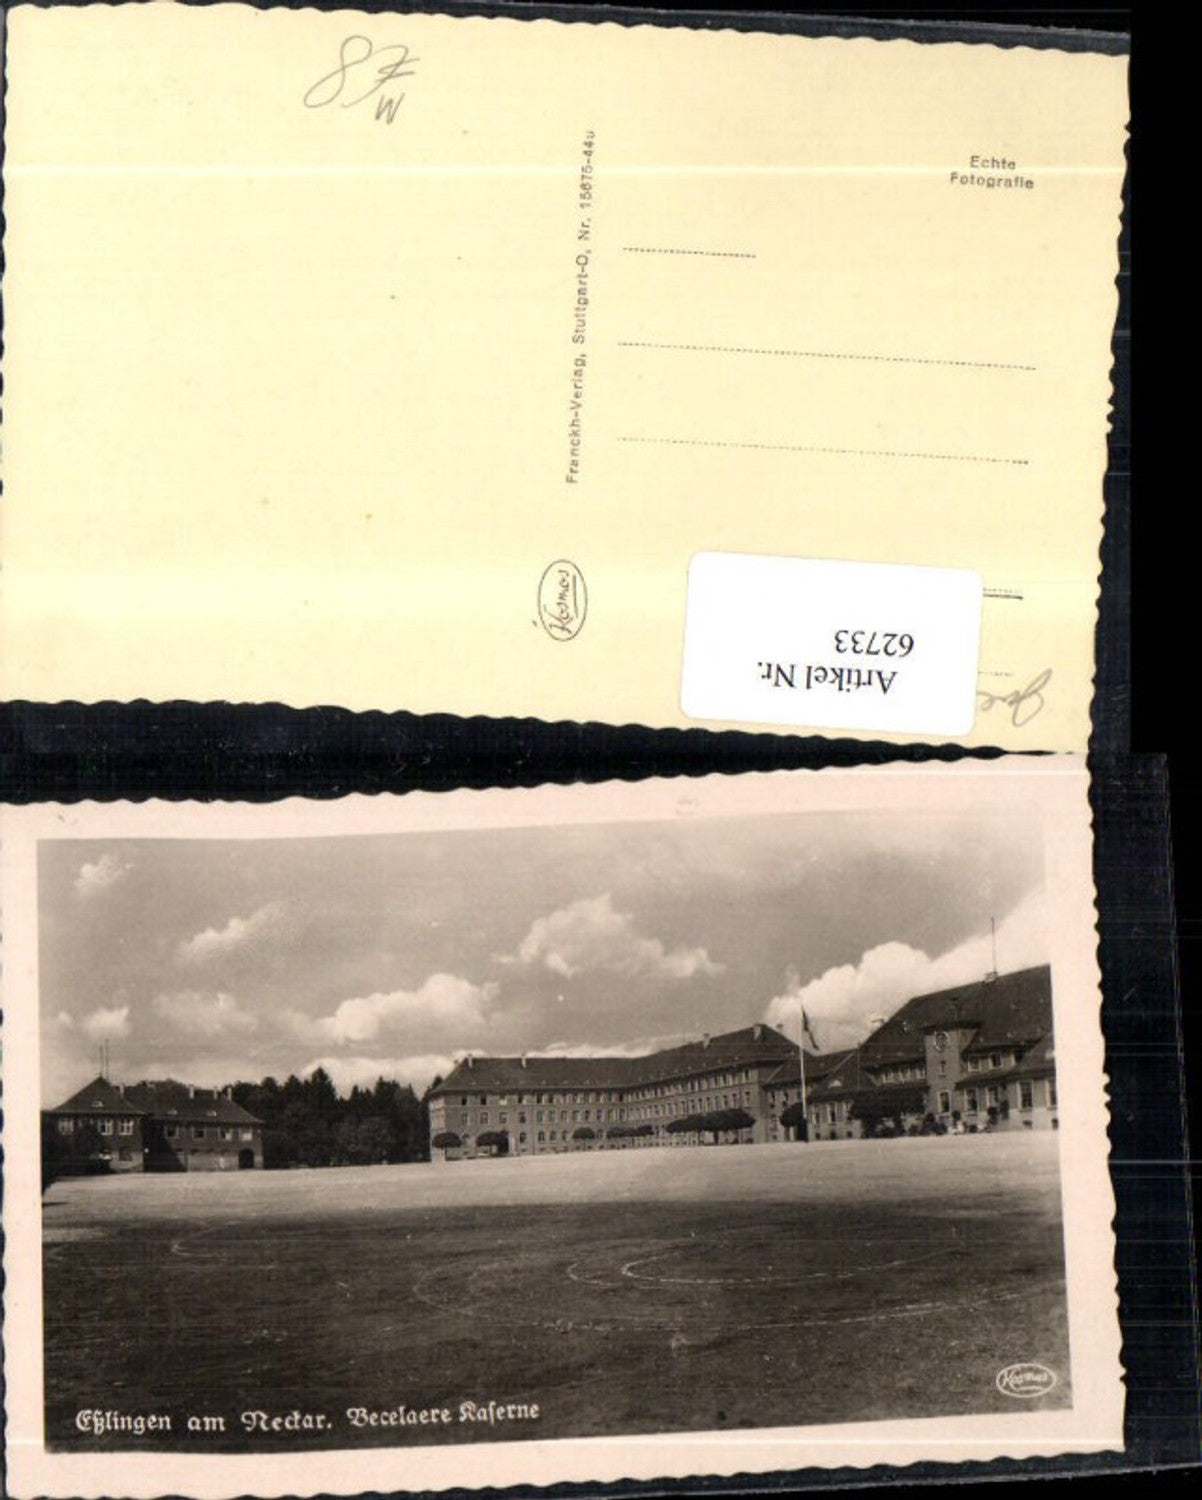 87
W
Echte
Fotografie
Franckh-Verlag, Stuttgart-O, Nr. 15675-44u
Kosmos
Artikel Nr.
62733
Kosmos
Eßlingen am Neckar. Becelaere Kaserne